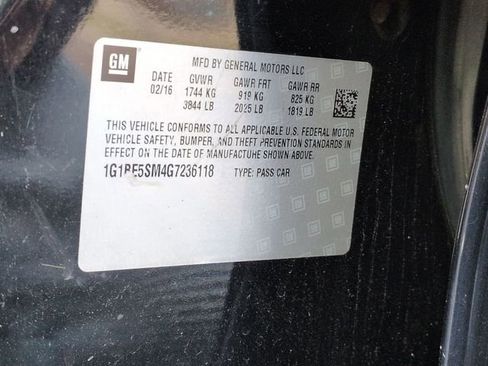 GM
MFD BY GENERAL MOTORS LLC
DATE GVWR GAWR FRT GAWR RR
02/16 1744 KG 919 KG 825 KG
3844 LB 2025 LB 1819 LB
THIS VEHICLE CONFORMS TO ALL APPLICABLE U.S. FEDERAL MOTOR
VEHICLE SAFETY, BUMPER, AND THEFT PREVENTION STANDARDS IN
EFFECT ON THE DATE OF MANUFACTURE SHOWN ABOVE.
1G1BE5SM4G7236118 TYPE: PASS CAR